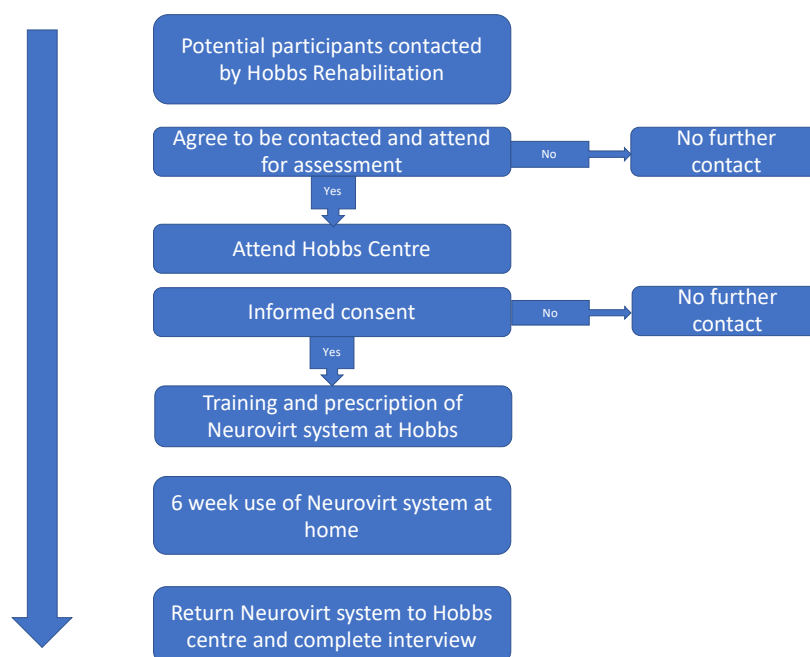 Potential participants contacted
by Hobbs Rehabilitation
Agree to be contacted and attend
for assessment
No
No further
contact
Yes
Attend Hobbs Centre
Informed consent
No
No further
contact
Yes
Training and prescription of
Neurovirt system at Hobbs
6 week use of Neurovirt system at
home
Return Neurovirt system to Hobbs
centre and complete interview